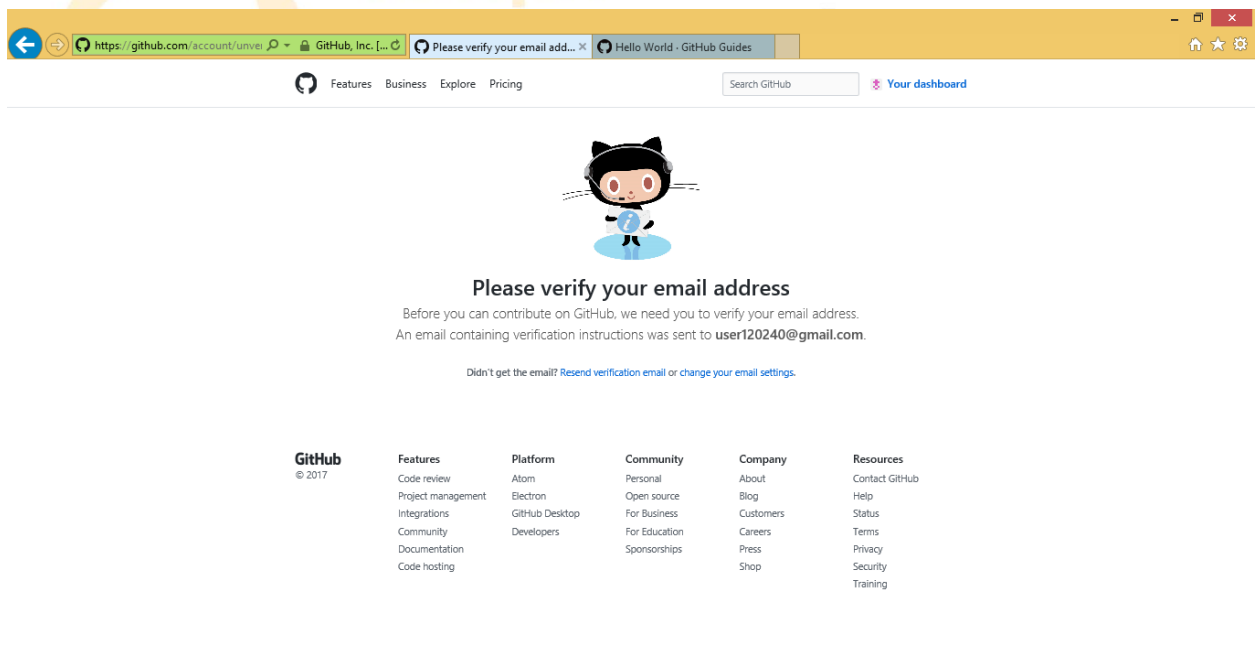 https://github.com/account/unver
GitHub, Inc. [...
Please verify your email add...
Hello World · GitHub Guides
Features Business Explore Pricing
Search GitHub
Your dashboard
i
Please verify your email address
Before you can contribute on GitHub, we need you to verify your email address.
An email containing verification instructions was sent to user120240@gmail.com.
Didn't get the email? Resend verification email or change your email settings.
GitHub
© 2017
Features
Code review
Project management
Integrations
Community
Documentation
Code hosting
Platform
Atom
Electron
GitHub Desktop
Developers
Community
Personal
Open source
For Business
For Education
Sponsorships
Company
About
Blog
Customers
Careers
Press
Shop
Resources
Contact GitHub
Help
Status
Terms
Privacy
Security
Training